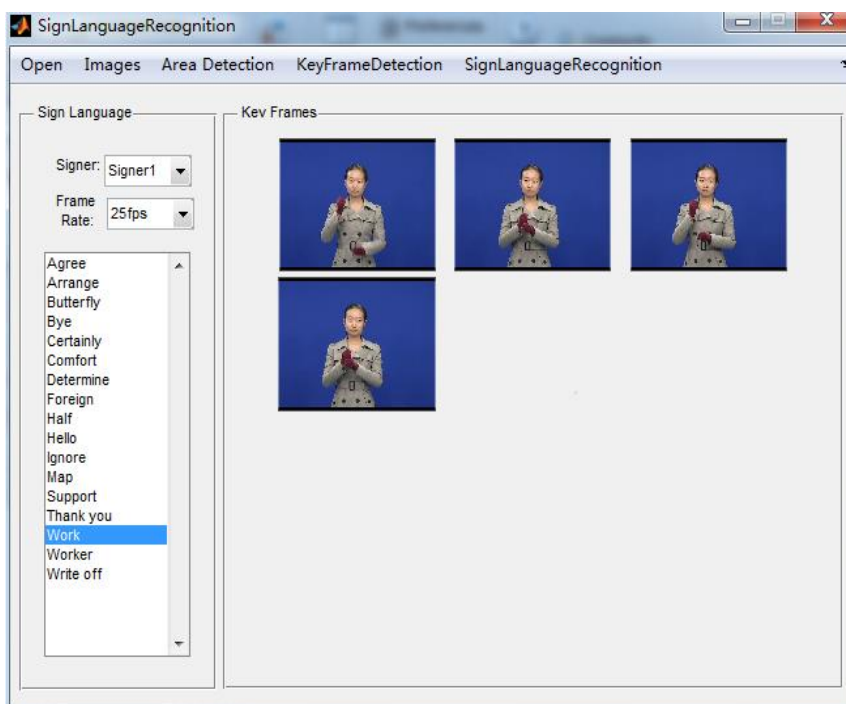 SignLanguageRecognition
Open Images Area Detection KeyFrameDetection SignLanguageRecognition
Sign Language
Signer: Signer1
Frame
Rate: 25fps
Agree
Arrange
Butterfly
Bye
Certainly
Comfort
Determine
Foreign
Half
Hello
Ignore
Map
Support
Thank you
Work
Worker
Write off
Key Frames